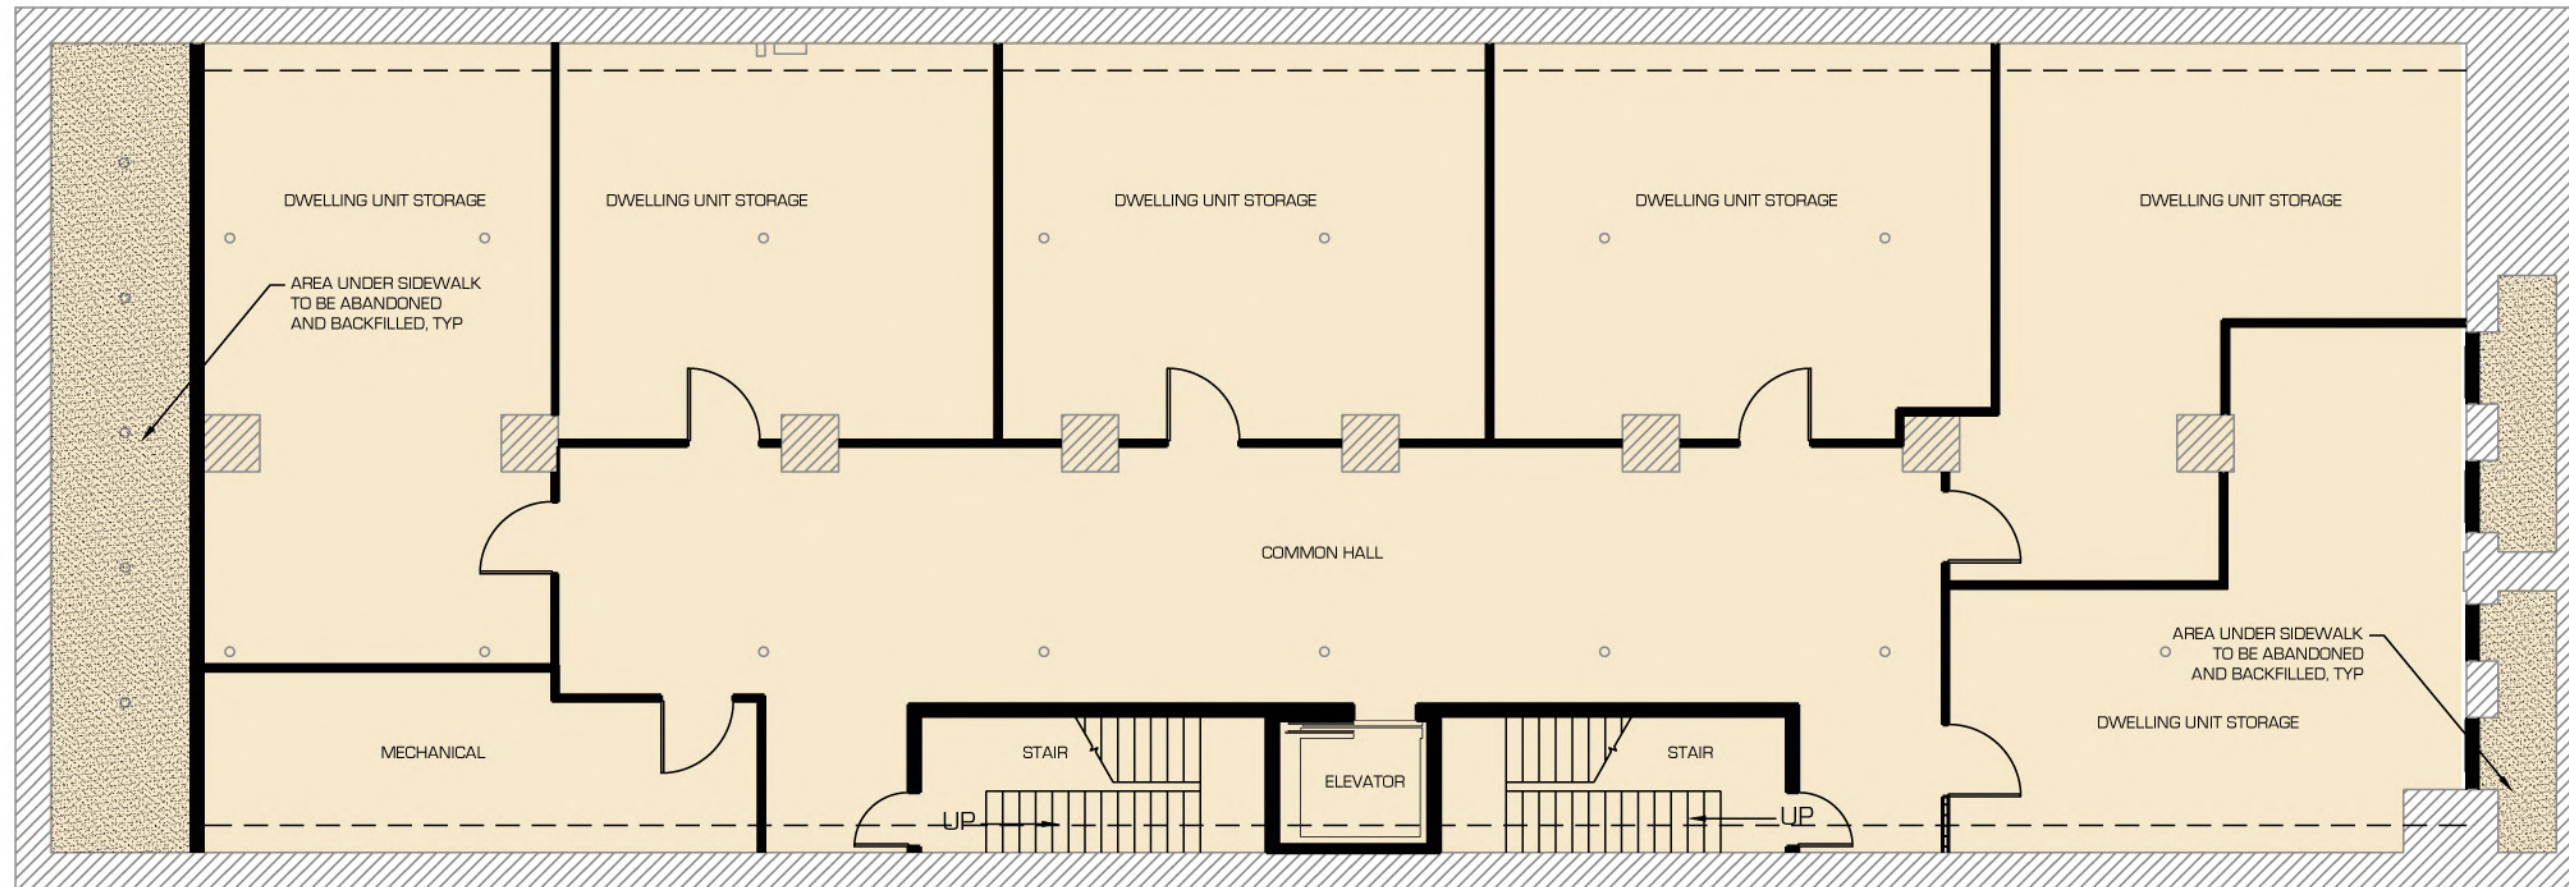 DWELLING UNIT STORAGE
DWELLING UNIT STORAGE
DWELLING UNIT STORAGE
DWELLING UNIT STORAGE
DWELLING UNIT STORAGE
AREA UNDER SIDEWALK
TO BE ABANDONED
AND BACKFILLED, TYP
COMMON HALL
AREA UNDER SIDEWALK
TO BE ABANDONED
AND BACKFILLED, TYP
DWELLING UNIT STORAGE
MECHANICAL
STAIR
STAIR
ELEVATOR
UP
UP